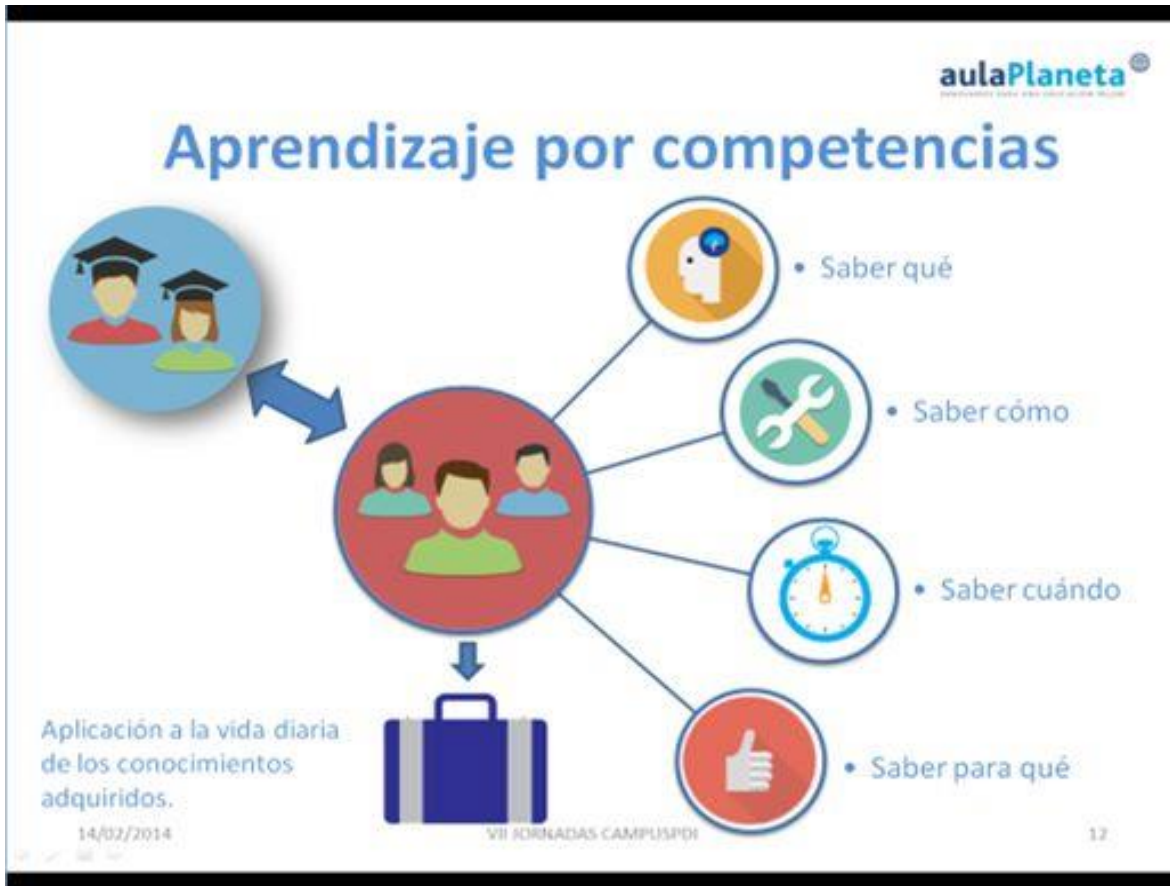 aulaPlaneta
Aprendizaje por competencias
• Saber qué
• Saber cómo
• Saber cuándo
• Saber para qué
Aplicación a la vida diaria
de los conocimientos
adquiridos.
14/02/2014
VII JORNADAS CAMPUSPDI
12